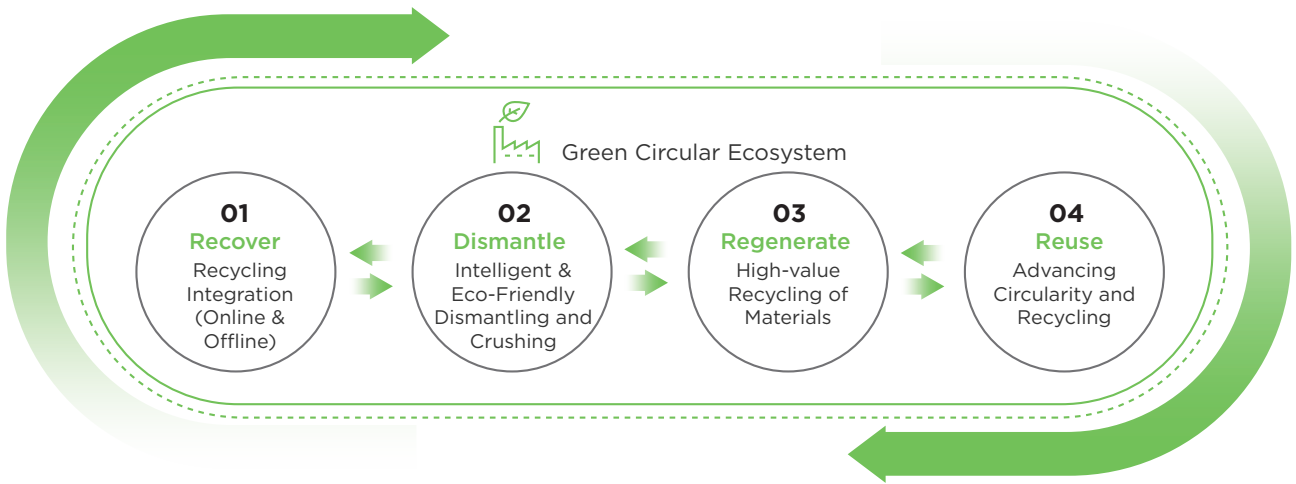 Green Circular Ecosystem
01
Recover
Recycling
Integration
(Online &
Offline)
02
Dismantle
Intelligent &
Eco-Friendly
Dismantling and
Crushing
03
Regenerate
High-value
Recycling of
Materials
04
Reuse
Advancing
Circularity and
Recycling